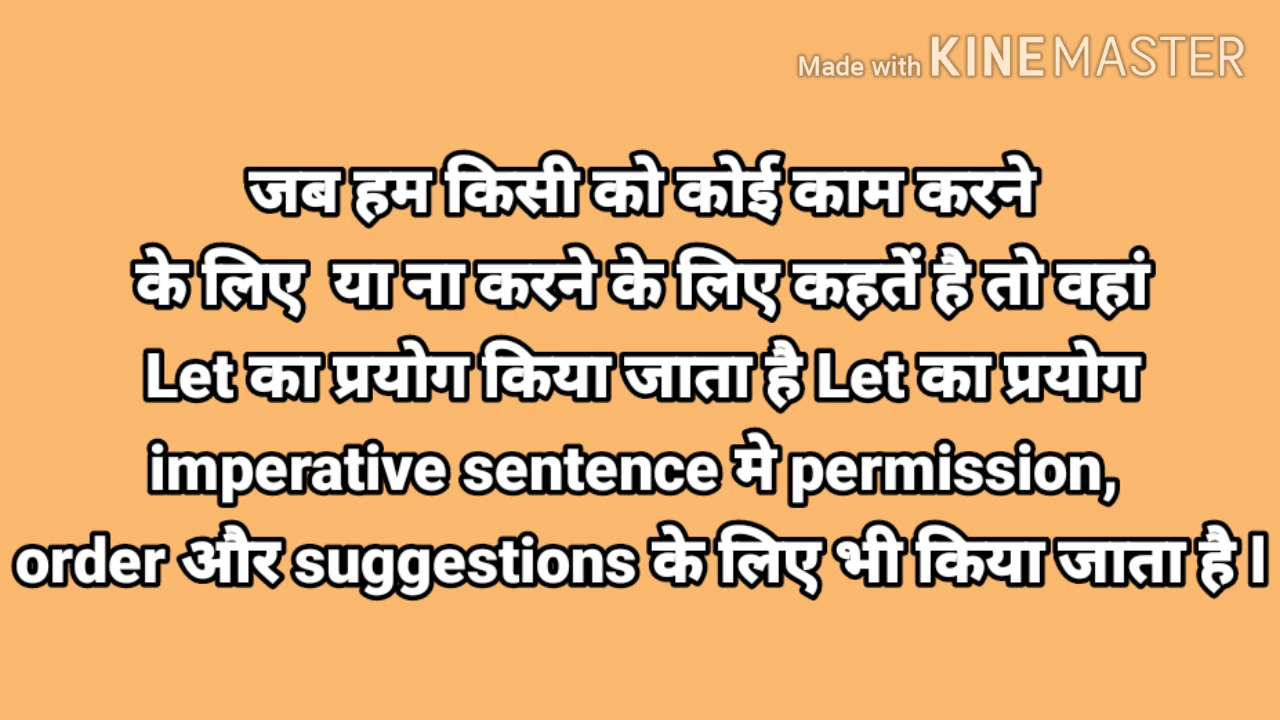 Made with KINEMASTER
जब हम किसी को कोई काम करने
के लिए या ना करने के लिए कहतें है तो वहां
Let का प्रयोग किया जाता है Let का प्रयोग
imperative sentence मे permission,
order और suggestions के लिए भी किया जाता है।